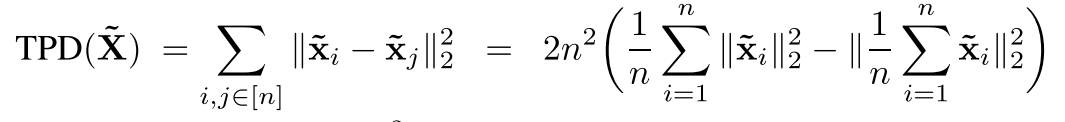 TPD(X̃) = ∑_{i,j∈[n]} ‖x̃_i − x̃_j‖₂² = 2n² ( 1/n ∑_{i=1}^{n} ‖x̃_i‖₂² − ‖ 1/n ∑_{i=1}^{n} x̃_i ‖₂² )